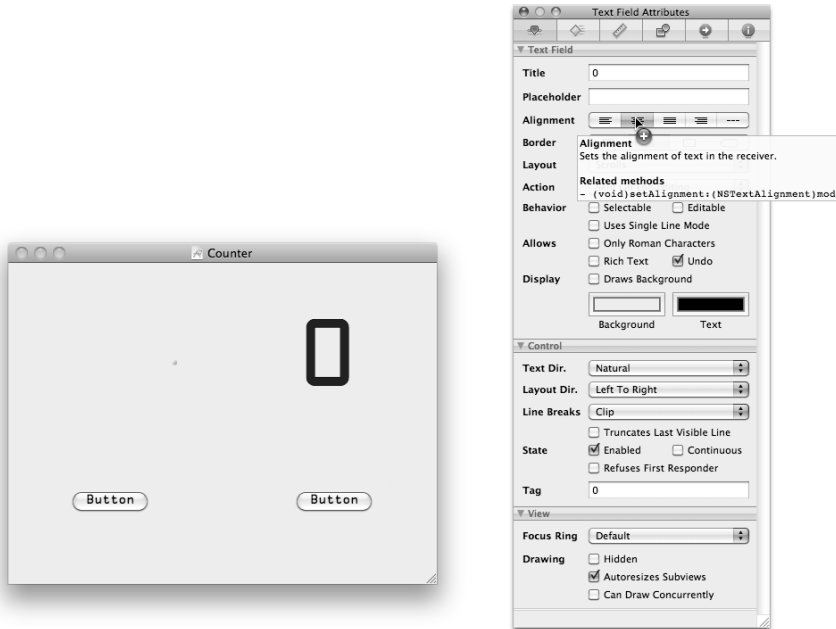 Text Field Attributes
Text Field
Title 0
Placeholder
Alignment
Border
Alignment
Sets the alignment of text in the receiver.
Layout
Related methods
Action
- (void)setAlignment:(NSTextAlignment)mod
Behavior Selectable Editable
Uses Single Line Mode
Allows Only Roman Characters
Rich Text Undo
Display Draws Background
Background Text
Control
Text Dir. Natural
Layout Dir. Left To Right
Line Breaks Clip
Truncates Last Visible Line
State Enabled Continuous
Refuses First Responder
Tag 0
View
Focus Ring Default
Drawing Hidden
Autoresizes Subviews
Can Draw Concurrently
Counter
0
Button Button